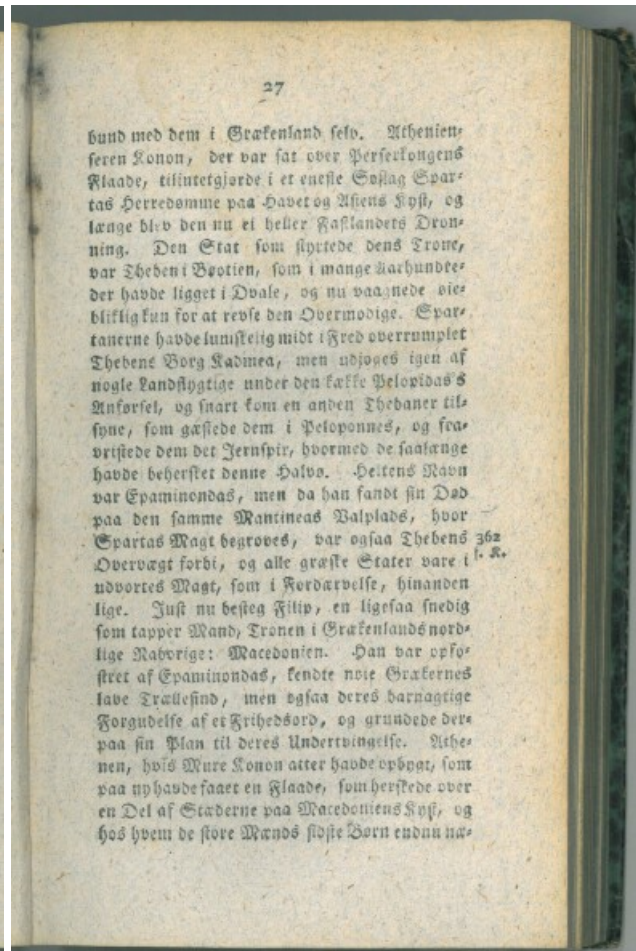 27
bund med dem i Grækenland selv. Athenien-
seren Konon, der var sat over Perserkongens
Flaade, tilintetgjorde i et eneste Søslag Spar-
tas Herredømme paa Havet og Asiens Kyst, og
længe blev den nu ei heller Fastlandets Dron-
ning. Den Stat som styrtede dens Trone,
var Theben i Bøotien, som i mange Aarhundre-
der havde ligget i Dvale, og nu vaagnede øie-
bliklig kun for at revse den Overmodige. Spar-
tanerne havde lumskelig midt i Fred overrumplet
Thebens Borg Kadmea, men udjoges igen af
nogle Landflygtige under den kække Pelopidas's
Anførsel, og snart kom en anden Thebaner til-
syne, som gæstede dem i Peloponnes, og fra-
vristede dem det Jernspir, hvormed de saalænge
havde behersket denne Halvø. Heltens Navn
var Epaminondas, men da han fandt sin Død
paa den samme Mantineas Valplads, hvor
Spartas Magt begroves, var ogsaa Thebens 362
Overvægt forbi, og alle græske Stater vare i f. K.
udvortes Magt, som i Fordærvelse, hinanden
lige. Just nu besteg Filip, en ligesaa snedig
som tapper Mand, Tronen i Grækenlands nord-
lige Naborige: Macedonien. Han var opfo-
stret af Epaminondas, kendte nøie Grækernes
lave Trællesind, men ogsaa deres barnagtige
Forgudelse af et Frihedsord, og grundede der-
paa sin Plan til deres Undertvingelse. Athe-
nen, hvis Mure Konon atter havde opbygt, som
paa ny havde faaet en Flaade, som herskede over
en Del af Stæderne paa Macedoniens Kyst, og
hos hvem de store Mænds sidste Børn endnu næ-